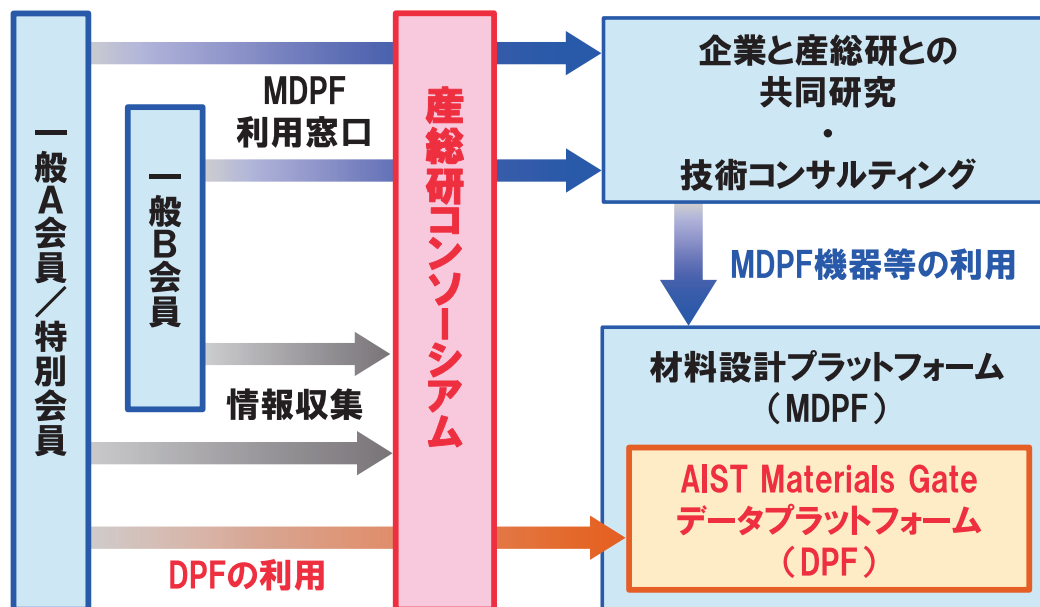 一般A会員／特別会員
一般B会員
MDPF
利用窓口
情報収集
DPFの利用
産総研コンソーシアム
企業と産総研との
共同研究
・
技術コンサルティング
MDPF機器等の利用
材料設計プラットフォーム
（MDPF）
AIST Materials Gate
データプラットフォーム
（DPF）